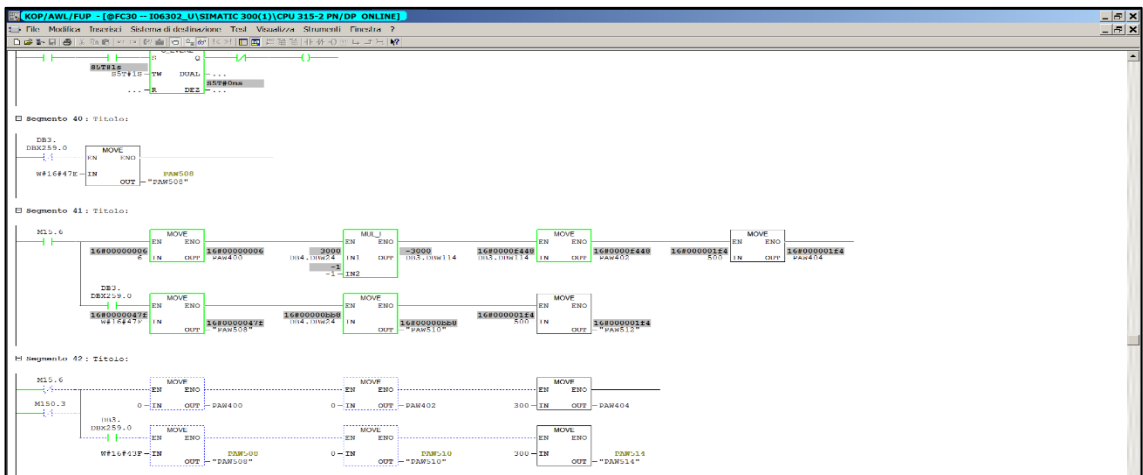 KOP/AWL/FUP - [@FC30 -- I06302_U\SIMATIC 300(1)\CPU 315-2 PN/DP ONLINE]
File Modifica Inserisci Sistema di destinazione Test Visualizza Strumenti Finestra ?
S Q
S5T#1s
S5T#1S TW DUAL ...
S5T#0ms
... R DEZ ...
Segmento 40: Titolo:
DB3.
DBX259.0 MOVE
EN ENO
W#16#47E IN PAW508
OUT "PAW508"
Segmento 41: Titolo:
M15.6 MOVE MUL_I MOVE MOVE
EN ENO EN ENO EN ENO EN ENO
16#00000006 16#00000006 3000 -3000 16#0000f448 16#0000f448 16#000001f4 16#000001f4
6 IN OUT PAW400 DB4.DBW24 IN1 OUT DB3.DBW114 DB3.DBW114 IN OUT PAW402 500 IN OUT PAW404
-1
-1 IN2
DB3.
DBX259.0 MOVE MOVE MOVE
EN ENO EN ENO EN ENO
16#0000047f 16#00000bb8 16#000001f4
W#16#47F IN 16#0000047f DB4.DBW24 IN 16#00000bb8 500 IN 16#000001f4
OUT "PAW508" OUT "PAW510" OUT "PAW512"
Segmento 42: Titolo:
M15.6 MOVE MOVE MOVE
EN ENO EN ENO EN ENO
M150.3 0 IN OUT PAW400 0 IN OUT PAW402 300 IN OUT PAW404
DB3.
DBX259.0 MOVE MOVE MOVE
EN ENO EN ENO EN ENO
W#16#43F IN PAW508 0 IN PAW510 300 IN PAW514
OUT "PAW508" OUT "PAW510" OUT "PAW514"